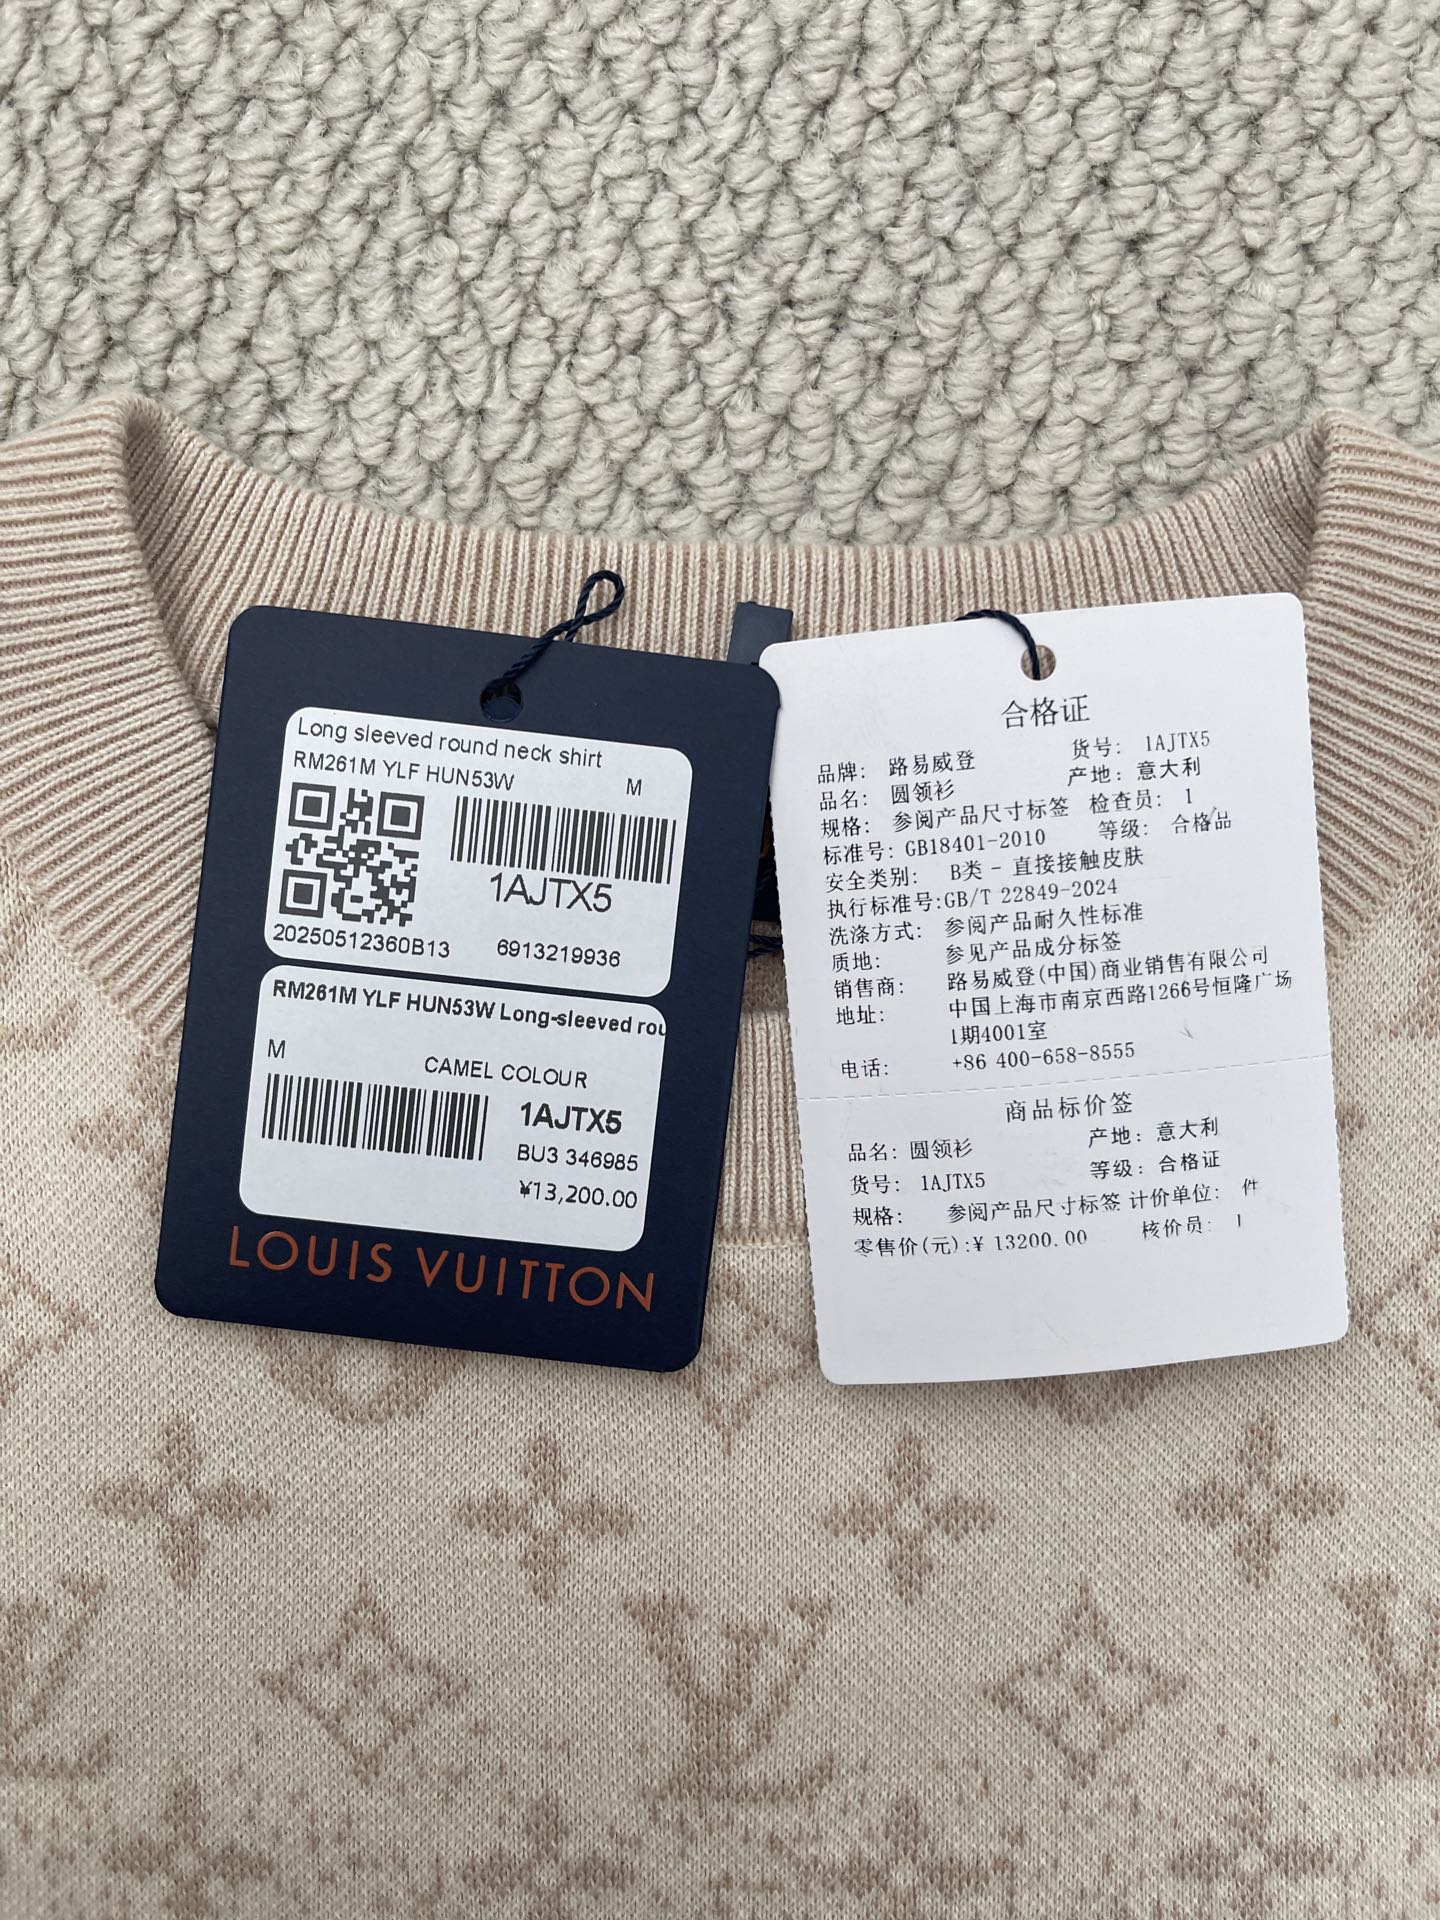 Long sleeved round neck shirt
RM261M YLF HUN53W M
1AJTX5
20250512360B13 6913219936
RM261M YLF HUN53W Long-sleeved rou
M
CAMEL COLOUR
1AJTX5
BU3 346985
¥13,200.00
LOUIS VUITTON
合格证
品牌: 路易威登 货号: 1AJTX5
品名: 圆领衫 产地: 意大利
规格: 参阅产品尺寸标签 检查员: 1
标准号: GB18401-2010 等级: 合格品
安全类别: B类 - 直接接触皮肤
执行标准号:GB/T 22849-2024
洗涤方式: 参阅产品耐久性标准
质地: 参见产品成分标签
销售商: 路易威登(中国)商业销售有限公司
地址: 中国上海市南京西路1266号恒隆广场
1期4001室
电话: +86 400-658-8555
商品标价签
品名: 圆领衫 产地: 意大利
货号: 1AJTX5 等级: 合格证
规格: 参阅产品尺寸标签 计价单位: 件
零售价(元):¥ 13200.00 核价员: 1